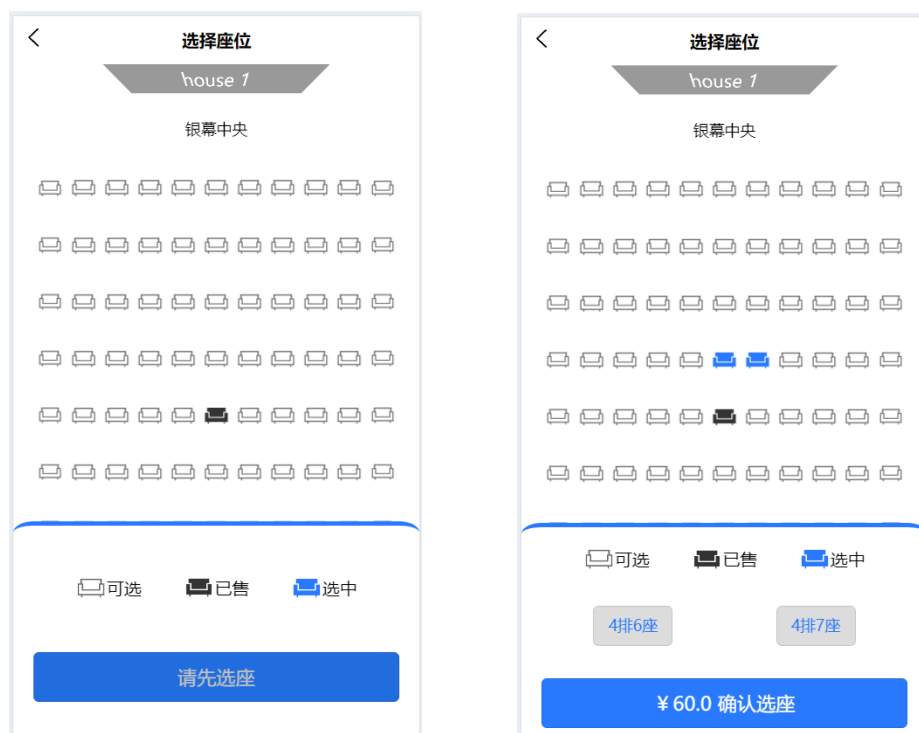 选择座位
house 1
银幕中央
可选 已售 选中
请先选座
选择座位
house 1
银幕中央
可选 已售 选中
4排6座 4排7座
¥ 60.0 确认选座